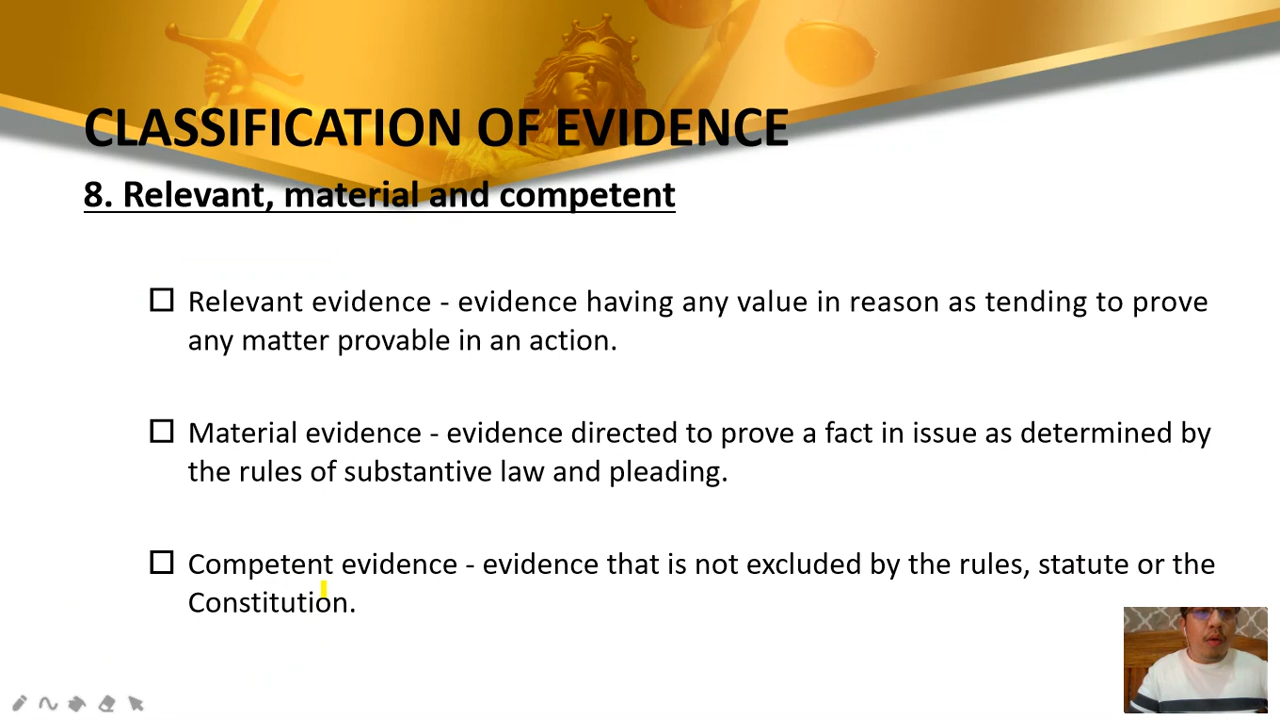 CLASSIFICATION OF EVIDENCE
8. Relevant, material and competent
Relevant evidence - evidence having any value in reason as tending to prove
any matter provable in an action.
Material evidence - evidence directed to prove a fact in issue as determined by
the rules of substantive law and pleading.
Competent evidence - evidence that is not excluded by the rules, statute or the
Constitution.